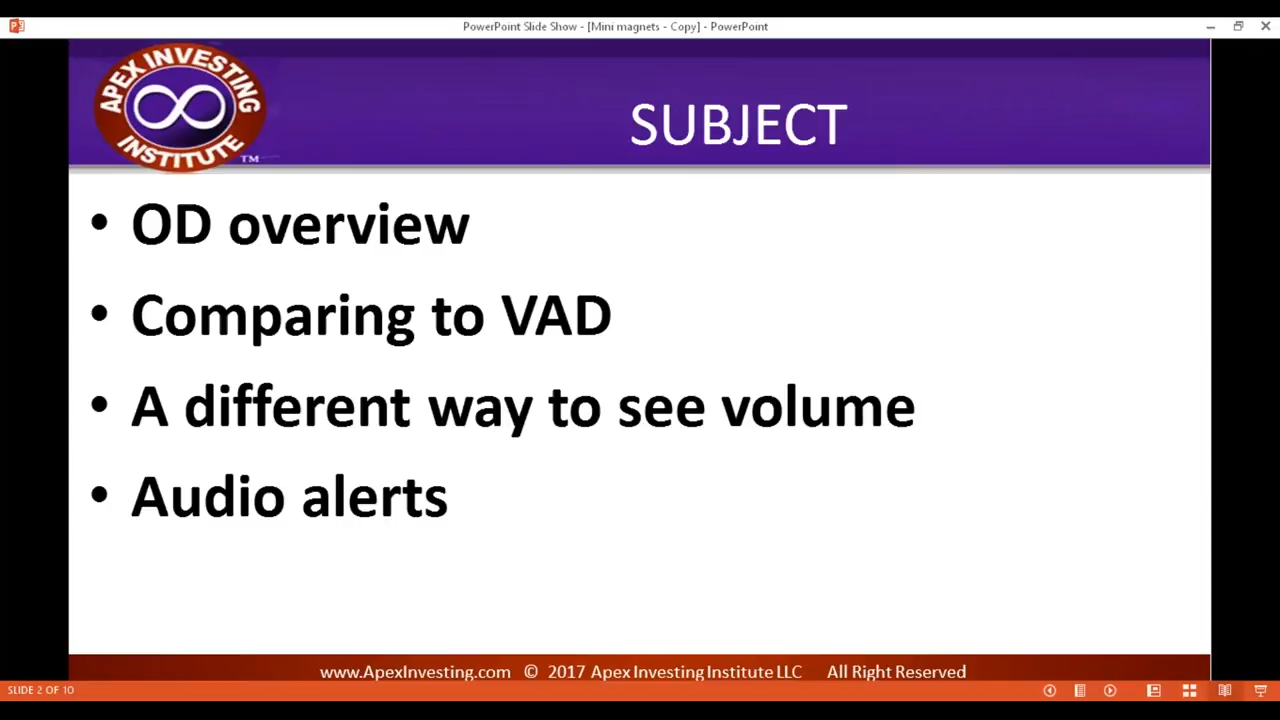 PowerPoint Slide Show - [Mini magnets - Copy] - PowerPoint
APEX INVESTING
INSTITUTE
TM
SUBJECT
• OD overview
• Comparing to VAD
• A different way to see volume
• Audio alerts
www.ApexInvesting.com © 2017 Apex Investing Institute LLC All Right Reserved
SLIDE 2 OF 10